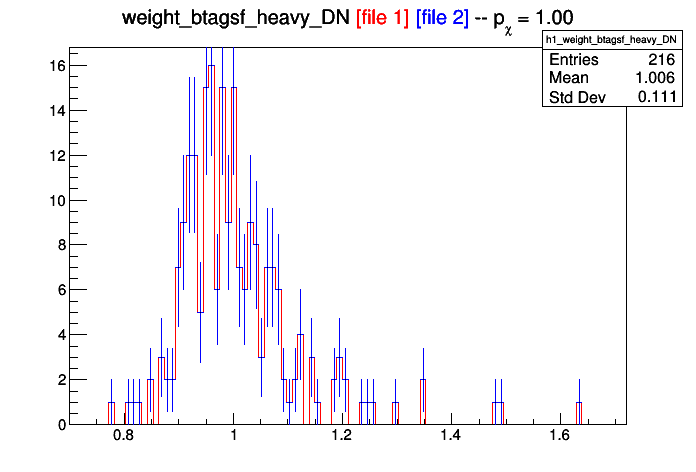 weight_btagsf_heavy_DN [file 1] [file 2] -- pχ = 1.00
h1_weight_btagsf_heavy_DN
Entries 216
Mean 1.006
Std Dev 0.111
16
14
12
10
8
6
4
2
0
0.8 1 1.2 1.4 1.6